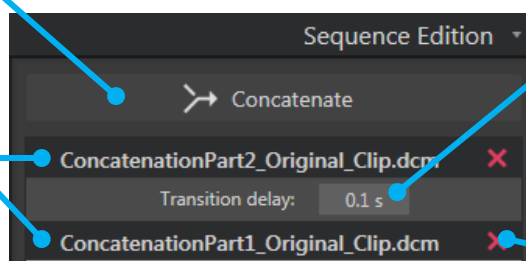 Sequence Edition
Concatenate
ConcatenationPart2_Original_Clip.dcm
Transition delay: 0.1 s
ConcatenationPart1_Original_Clip.dcm